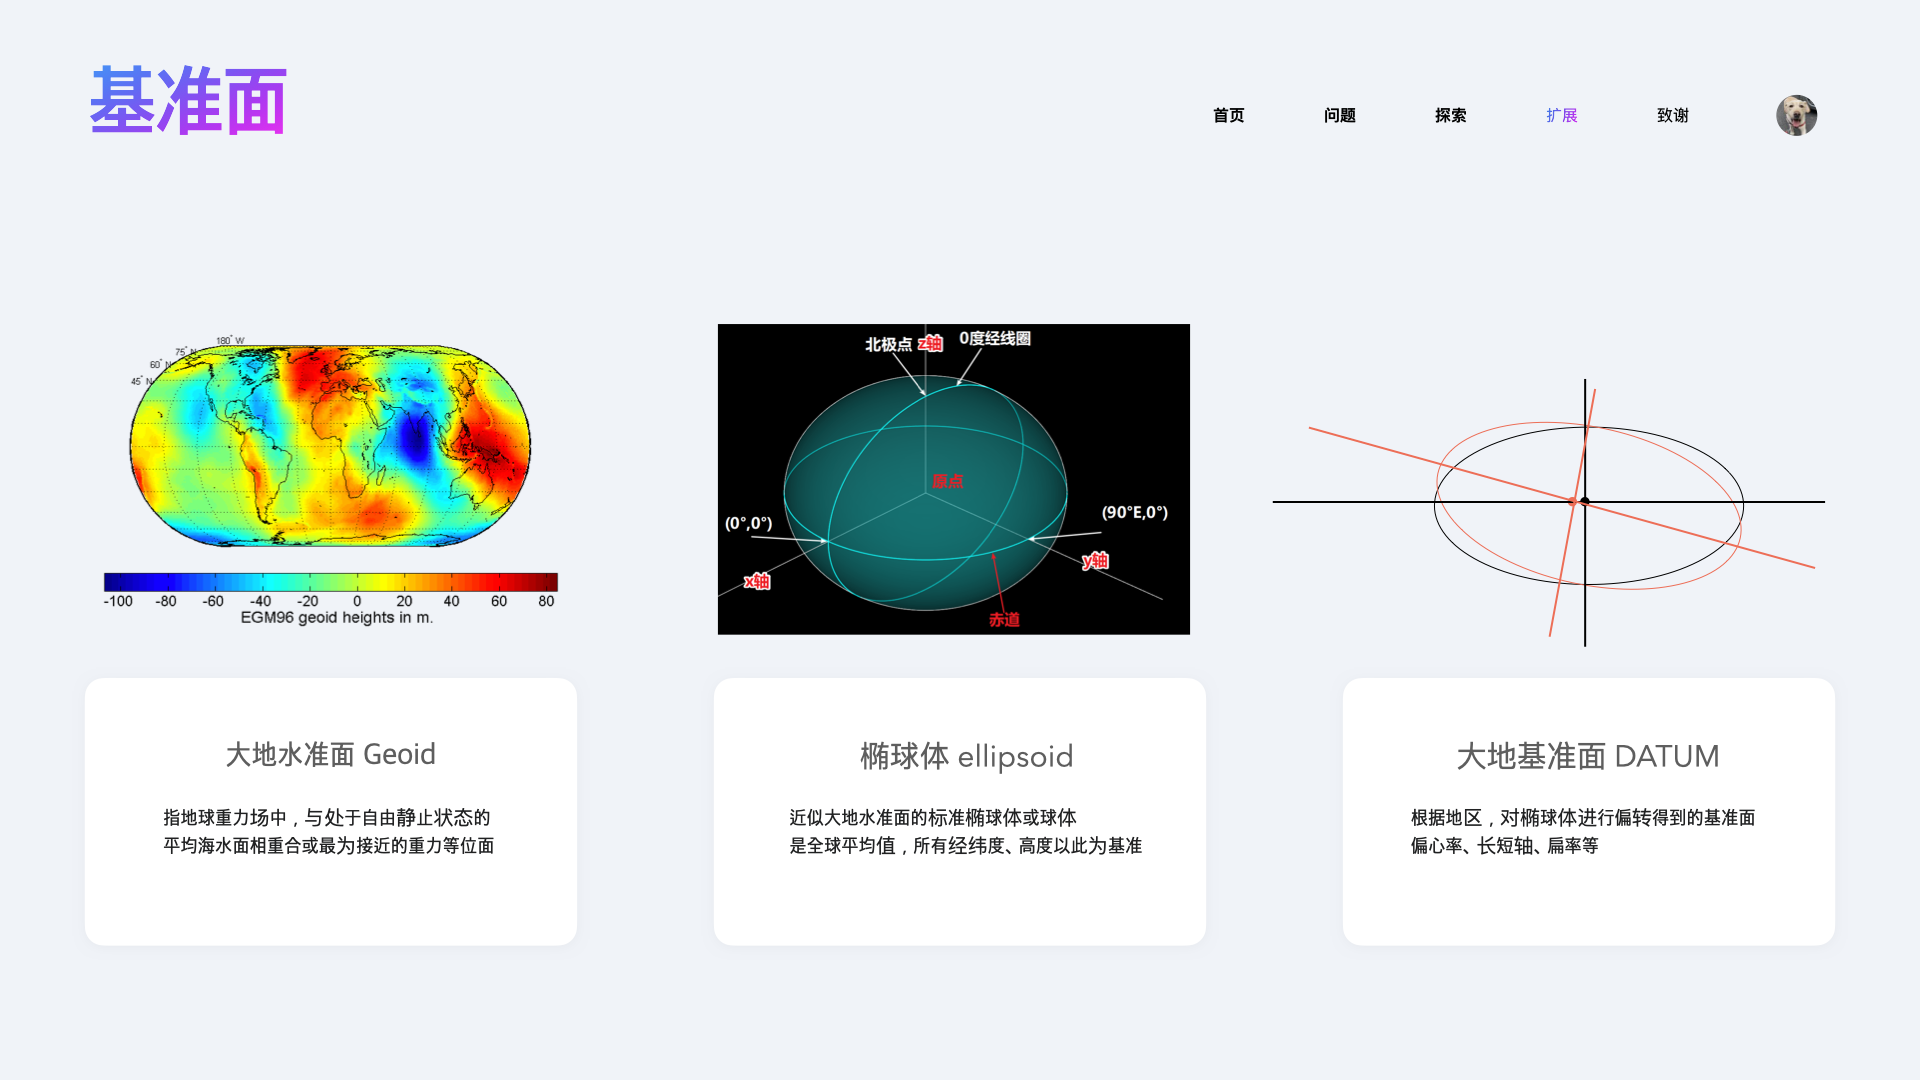 基准面
首页
问题
探索
扩展
致谢
180° W
75° N
60° N
45° N
-100 -80 -60 -40 -20 0 20 40 60 80
EGM96 geoid heights in m.
北极点 z轴 0度经线圈
原点
(0°,0°)
(90°E,0°)
x轴
y轴
赤道
大地水准面 Geoid
指地球重力场中，与处于自由静止状态的
平均海水面相重合或最为接近的重力等位面
椭球体 ellipsoid
近似大地水准面的标准椭球体或球体
是全球平均值，所有经纬度、高度以此为基准
大地基准面 DATUM
根据地区，对椭球体进行偏转得到的基准面
偏心率、长短轴、扁率等